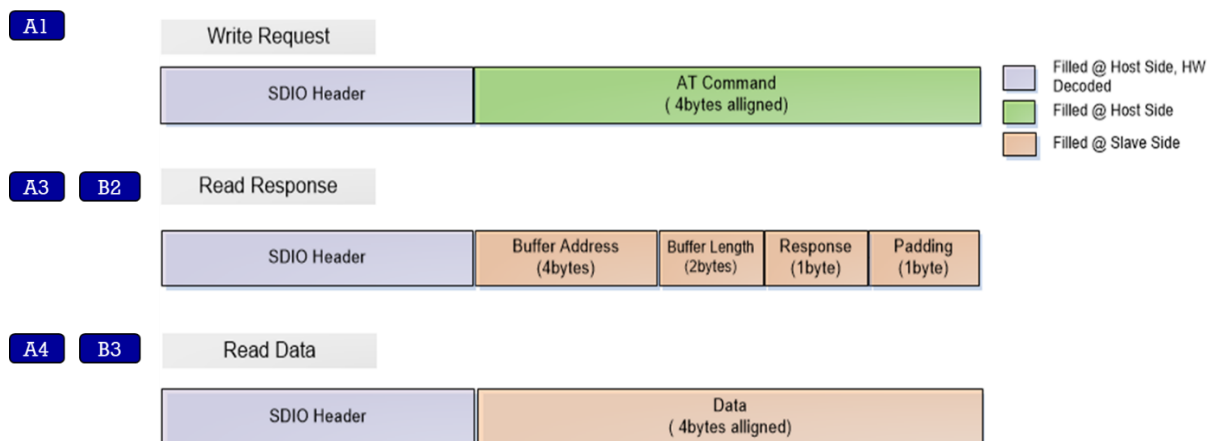 A1
Write Request
SDIO Header
AT Command
( 4bytes alligned)
Filled @ Host Side, HW
Decoded
Filled @ Host Side
Filled @ Slave Side
A3 B2
Read Response
SDIO Header
Buffer Address
(4bytes)
Buffer Length
(2bytes)
Response
(1byte)
Padding
(1byte)
A4 B3
Read Data
SDIO Header
Data
( 4bytes alligned)